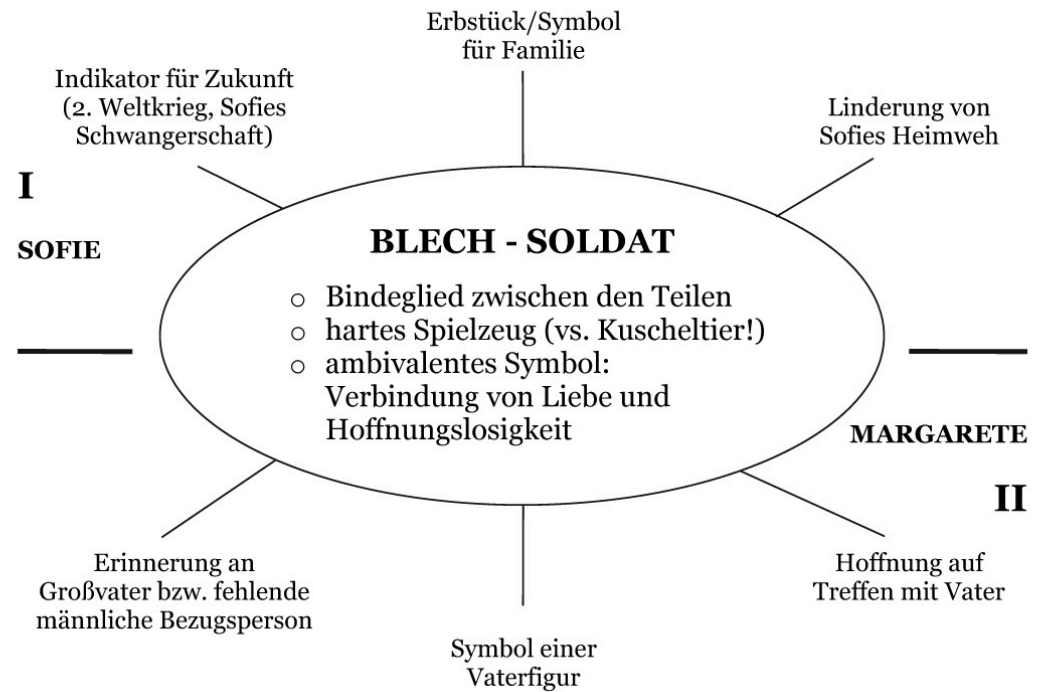 Erbstück/Symbol
für Familie
Indikator für Zukunft
(2. Weltkrieg, Sofies
Schwangerschaft)
Linderung von
Sofies Heimweh
I
SOFIE
BLECH - SOLDAT
○ Bindeglied zwischen den Teilen
○ hartes Spielzeug (vs. Kuscheltier!)
○ ambivalentes Symbol:
Verbindung von Liebe und
Hoffnungslosigkeit
MARGARETE
II
Erinnerung an
Großvater bzw. fehlende
männliche Bezugsperson
Symbol einer
Vaterfigur
Hoffnung auf
Treffen mit Vater